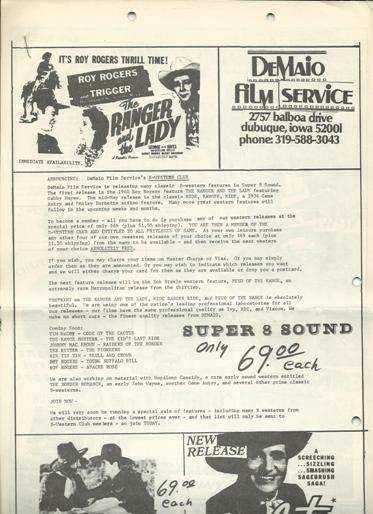 IT'S ROY ROGERS THRILL TIME!
ROY ROGERS
and
TRIGGER
The
RANGER
and the
LADY
IMMEDIATE AVAILABILITY
DeMaio
Film Service
2757 balboa drive
dubuque, iowa 52001
phone: 319-588-3043
ANNOUNCING: DeMaio Film Service's B-WESTERN CLUB
DeMaio Film Service is releasing many classic B-western features in Super 8 Sound.
The first release is the 1940 Roy Rogers feature THE RANGER AND THE LADY featuring
Gabby Hayes. The mid-May release is the classic RIDE, RANGER, RIDE, a 1936 Gene
Autry and Smiley Burnette action feature. Many more great western features will
follow in the upcoming weeks and months.
To become a member - all you have to do is purchase any of our western releases at the
special price of only $69 (plus $1.55 shipping). YOU ARE THEN A MEMBER OF THE
B-WESTERN CLUB AND ENTITLED TO ALL PRIVILEGES OF SAME. At your own leisure purchase
any other four of our own western releases of your choice at only $69 each (plus
$1.55 shipping) from the many to be available - and then receive the next western
of your choice ABSOLUTELY FREE.
If you wish, you may charge your items on Master Charge or Visa. Or you may simply
order them as they are announced. Or you may wish to indicate which releases you want
and we will either charge your card for them as they are available or drop you a postcard.
The next feature release will be the Bob Steele western feature, FEUD OF THE RANGE, an
extremely rare Metropolitan release from the thirties.
PREPRINT on THE RANGER AND THE LADY, RIDE RANGER RIDE, and FEUD OF THE RANGE is absolutely
beautiful. We are using one of the nation's leading professional laboratories for all
our releases - our films have the same professional quality as Ivy, and Viacom. We
make no short cups - the finest quality releases from DEMAIO.
Coming Soon:
TIM McCOY - CODE OF THE CACTUS
THE RANGE BUSTERS - THE KID'S LAST RIDE
JOHNNY MAC BROWN - RAIDERS OF THE BORDER
TEX RITTER - THE PIONEERS
RIN TIN TIN - SKULL AND CROWN
ROY ROGERS - YOUNG BUFFALO BILL
ROY ROGERS - APACHE ROSE
SUPER 8 SOUND
Only 69.00 each
We are also working on material with Hopalong Cassidy, a rare early sound western entitled
THE BORDER ROMANCE, an early John Wayne, another Gene Autry, and several other prime classic
B-westerns.
JOIN NOW -
We will very soon be running a special sale of features - including many B westerns from
other distributors - at the lowest prices ever - and that list will only be sent to
B-Western Club members - so join TODAY.
69.00
each
NEW
RELEASE
A
SCREECHING
...SIZZLING
...SMASHING
SAGEBRUSH
SAGA!